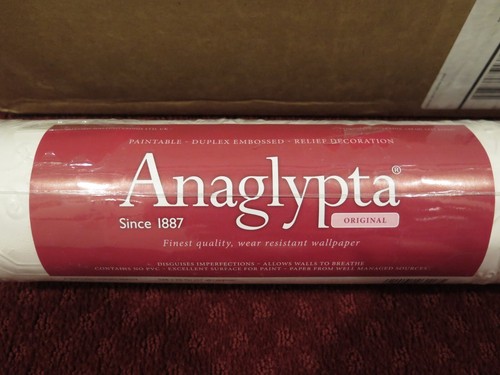 PAINTABLE - DUPLEX EMBOSSED - RELIEF DECORATION
Anaglypta®
ORIGINAL
Since 1887
Finest quality, wear resistant wallpaper
DISGUISES IMPERFECTIONS - ALLOWS WALLS TO BREATHE
CONTAINS NO PVC - EXCELLENT SURFACE FOR PAINT - PAPER FROM WELL MANAGED SOURCES